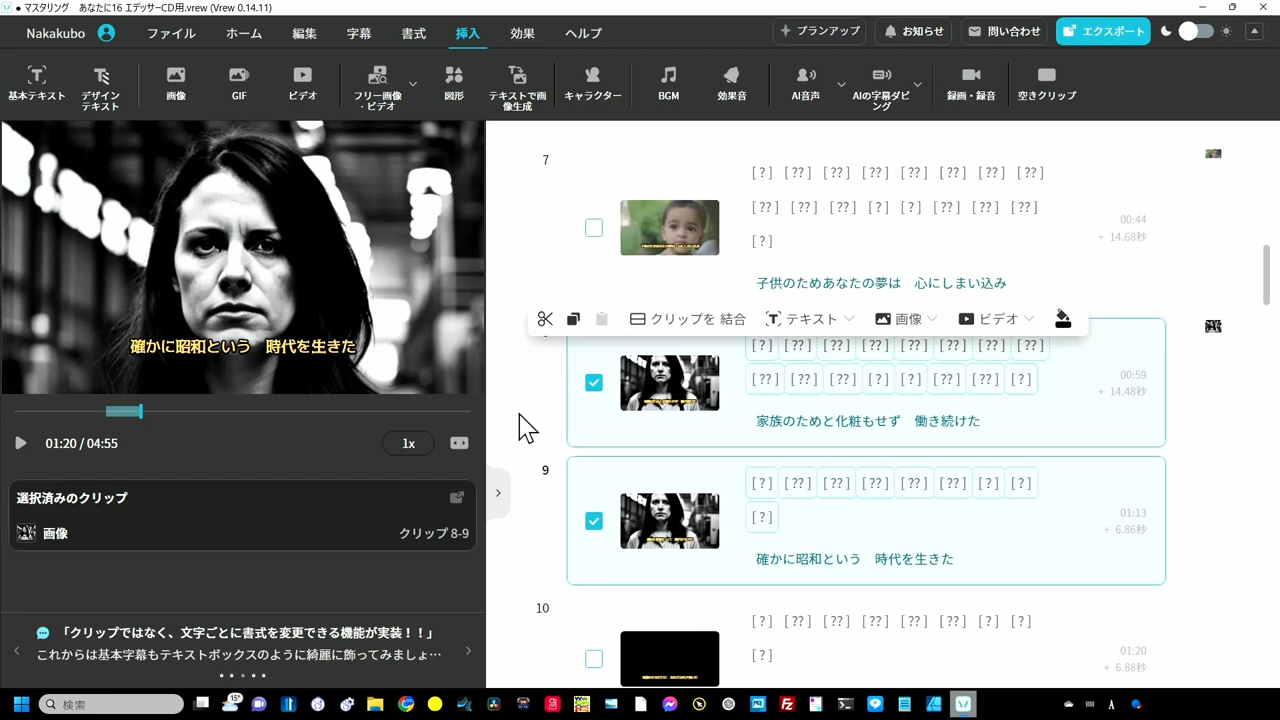 ● マスタリング　あなたに16 エデッサーCD用.vrew (Vrew 0.14.11)
Nakakubo ファイル ホーム 編集 字幕 書式 挿入 効果 ヘルプ プランアップ お知らせ 問い合わせ エクスポート
基本テキスト デザインテキスト 画像 GIF ビデオ フリー画像・ビデオ 図形 テキストで画像生成 キャラクター BGM 効果音 AI音声 AIの字幕ダビング 録画・録音 空きクリップ
確かに昭和という　時代を生きた
01:20 / 04:55
1x
選択済みのクリップ
画像 クリップ 8-9
「クリップではなく、文字ごとに書式を変更できる機能が実装！！」
これからは基本字幕もテキストボックスのように綺麗に飾ってみましょ…
7
[ ? ] [ ?? ] [ ?? ] [ ?? ] [ ?? ] [ ?? ] [ ?? ] [ ?? ]
[ ?? ] [ ?? ] [ ?? ] [ ? ] [ ? ] [ ?? ] [ ?? ] [ ?? ]
00:44
+ 14.68秒
[ ? ]
子供のためあなたの夢は　心にしまい込み
クリップを 結合 テキスト 画像 ビデオ
[ ? ] [ ?? ] [ ?? ] [ ?? ] [ ?? ] [ ?? ] [ ?? ] [ ?? ]
[ ?? ] [ ?? ] [ ?? ] [ ? ] [ ? ] [ ?? ] [ ?? ] [ ? ]
00:59
+ 14.48秒
家族のためと化粧もせず　働き続けた
9
[ ? ] [ ?? ] [ ?? ] [ ?? ] [ ?? ] [ ?? ] [ ? ] [ ? ]
[ ? ]
01:13
+ 6.86秒
確かに昭和という　時代を生きた
10
[ ? ] [ ?? ] [ ?? ] [ ?? ] [ ?? ] [ ?? ] [ ? ] [ ? ]
[ ? ]
01:20
+ 6.88秒
検索
15°